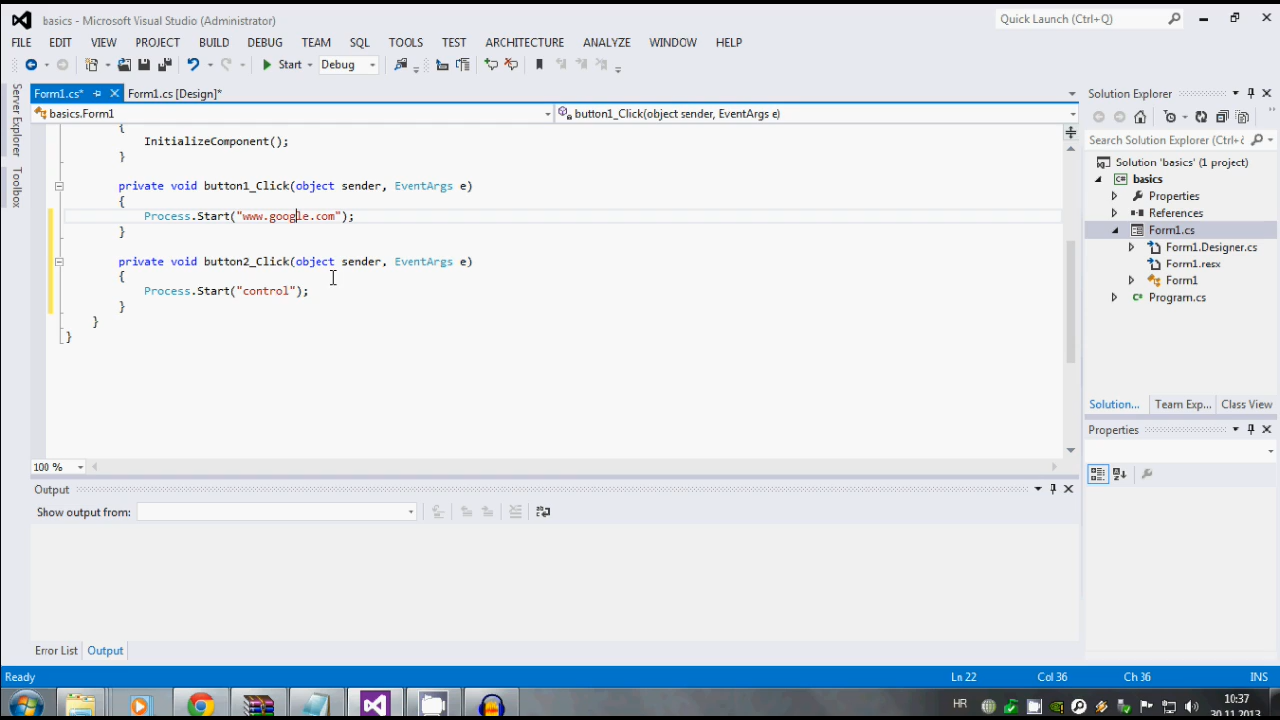 basics - Microsoft Visual Studio (Administrator)
Quick Launch (Ctrl+Q)
FILE EDIT VIEW PROJECT BUILD DEBUG TEAM SQL TOOLS TEST ARCHITECTURE ANALYZE WINDOW HELP
Start Debug
Form1.cs* Form1.cs [Design]*
basics.Form1 button1_Click(object sender, EventArgs e)
Server Explorer
Toolbox
{
InitializeComponent();
}
private void button1_Click(object sender, EventArgs e)
{
Process.Start("www.google.com");
}
private void button2_Click(object sender, EventArgs e)
{
Process.Start("control");
}
}
}
100 %
Output
Show output from:
Error List Output
Solution Explorer
Search Solution Explorer (Ctrl+č
Solution 'basics' (1 project)
basics
Properties
References
Form1.cs
Form1.Designer.cs
Form1.resx
Form1
Program.cs
Solution... Team Exp... Class View
Properties
Ready Ln 22 Col 36 Ch 36 INS
HR 10:37
30.11.2013